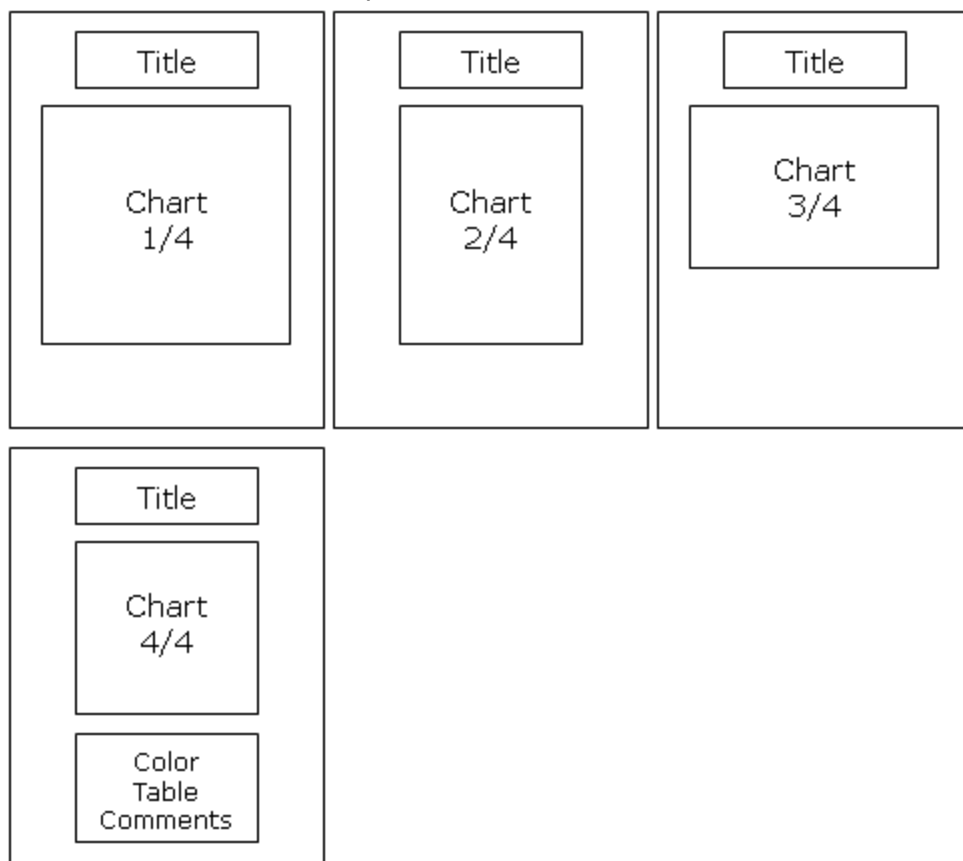 Title
Chart
1/4
Title
Chart
2/4
Title
Chart
3/4
Title
Chart
4/4
Color
Table
Comments